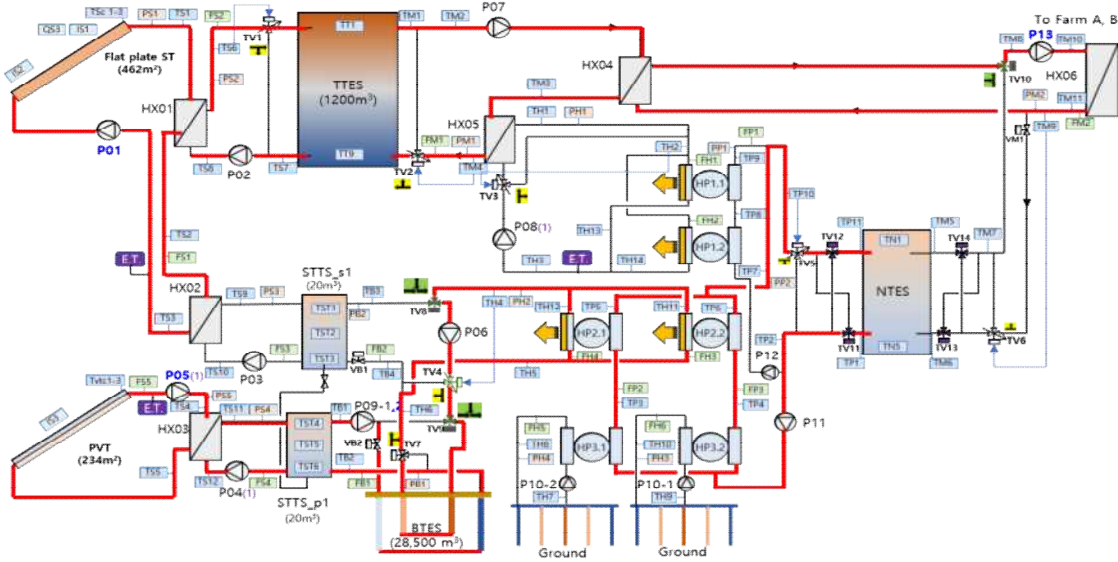 TSc 1-3
PS1
TS1
QS3
IS1
FS2
TS6
TV1
PS2
IS2
Flat plate ST
(462m²)
HX01
P01
TS8
P02
TS7
TT1
TTES
(1200m³)
TT9
TM1
TM2
P07
HX04
TM3
HX05
TH1
PH1
FM1
PM1
TM4
TV2
TV3
TH2
FH1
PP1
FP1
TP9
HP1.1
TP8
FH2
HP1.2
TP7
P08(1)
TH13
TH3
E.T.
TH14
To Farm A, B
P13
TM8
TM10
HX06
TV10
PM2
TM11
TM9
FM2
VM1
TP10
TV5
PP2
TP11
TV12
TN1
NTES
TN5
TM5
TV14
TM7
TV6
TP2
TV11
TP1
TV13
TM6
E.T.
TS2
FS1
HX02
TS3
TS9
PS3
STTS_s1
(20m³)
TST1
TST2
TST3
TB3
PB2
TV8
P06
TH4
PH2
TH12
TP5
TH11
TP6
HP2.1
HP2.2
FH4
FH3
TH5
TS10
P03
FS3
VB1
FB2
TB4
TV4
P12
FP2
TP3
FP3
TP4
P11
Tvtc1-3
FS5
P05(1)
PS5
E.T.
TS4
IS3
HX03
TS11
PS4
TB1
P09-1,2
TH6
TV7
VB2
PVT
(234m²)
TS5
TS12
P04(1)
FS4
TST4
TST5
TST6
STTS_p1
(20m³)
TB2
FB1
PB1
BTES
(28,500 m³)
FH5
TH8
PH4
HP3.1
P10-2
TH7
FH6
TH10
PH3
HP3.2
P10-1
TH9
Ground
Ground